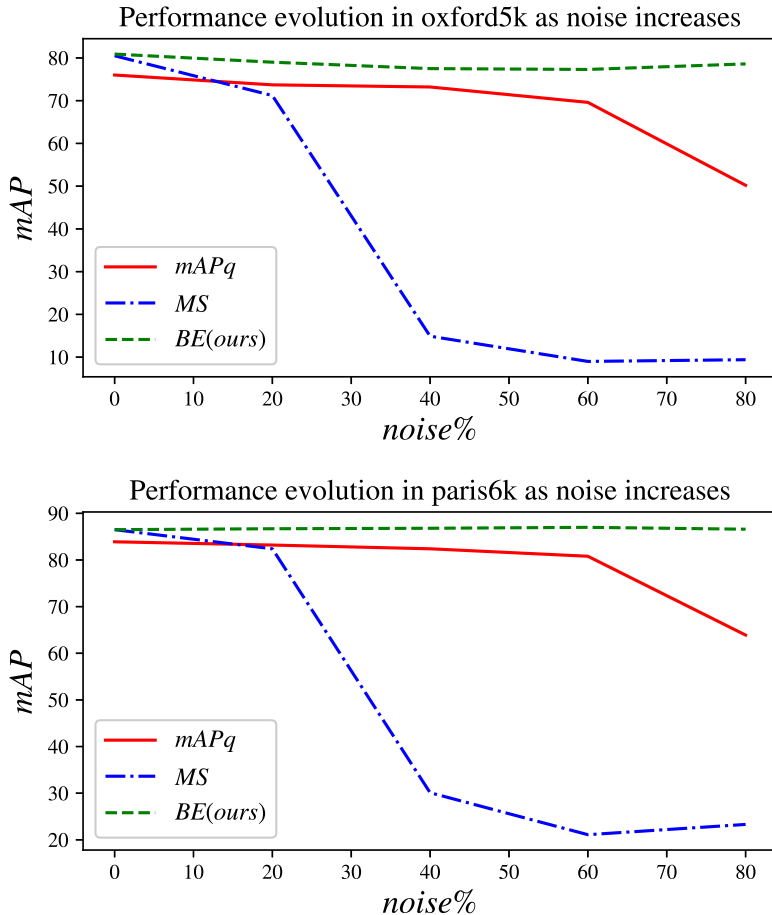 Performance evolution in oxford5k as noise increases
80
70
60
50
40
30
20
10
mAP
mAPq
MS
BE(ours)
0 10 20 30 40 50 60 70 80
noise%
Performance evolution in paris6k as noise increases
90
80
70
60
50
40
30
20
mAP
mAPq
MS
BE(ours)
0 10 20 30 40 50 60 70 80
noise%